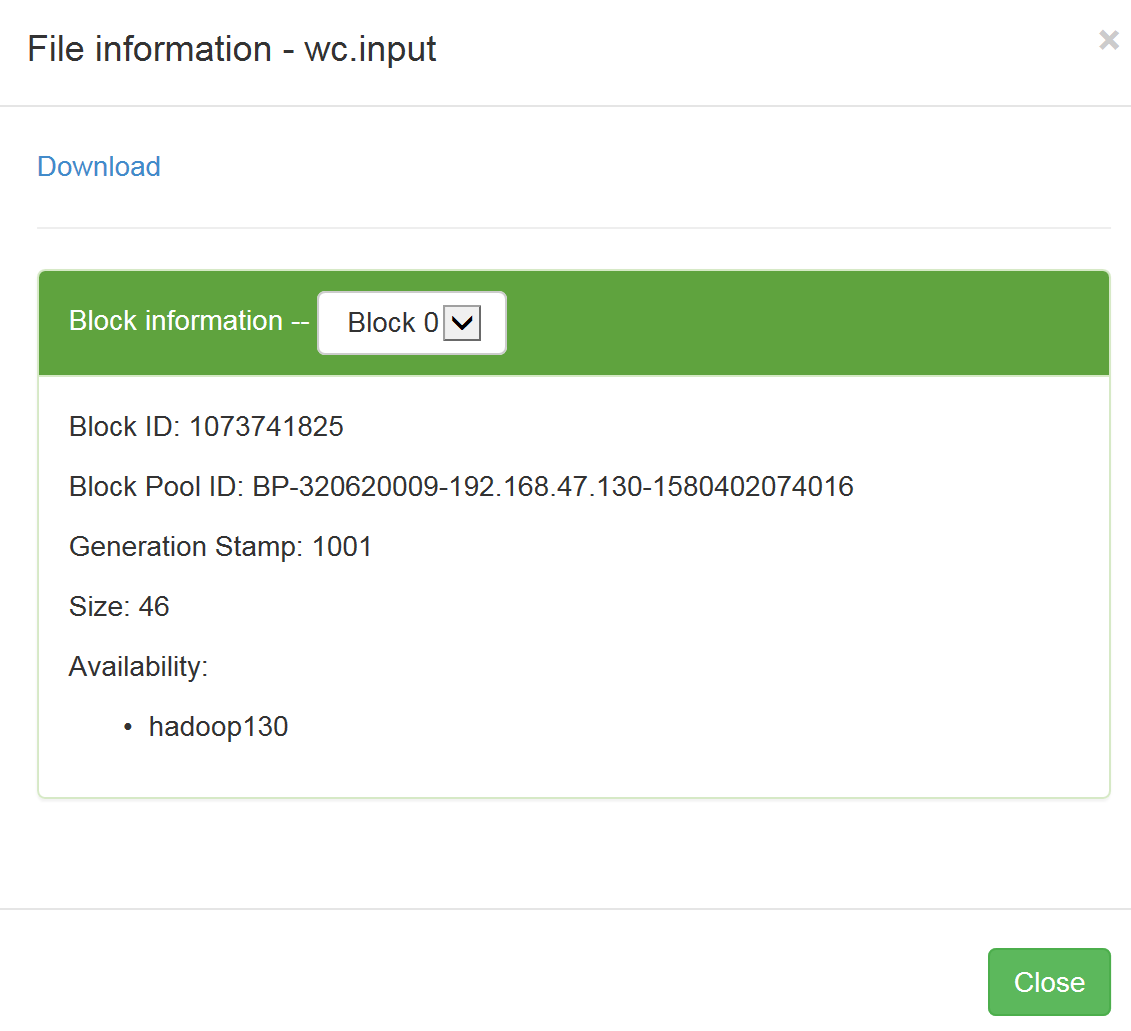 File information - wc.input
×
Download
Block information -- Block 0
Block ID: 1073741825
Block Pool ID: BP-320620009-192.168.47.130-1580402074016
Generation Stamp: 1001
Size: 46
Availability:
• hadoop130
Close